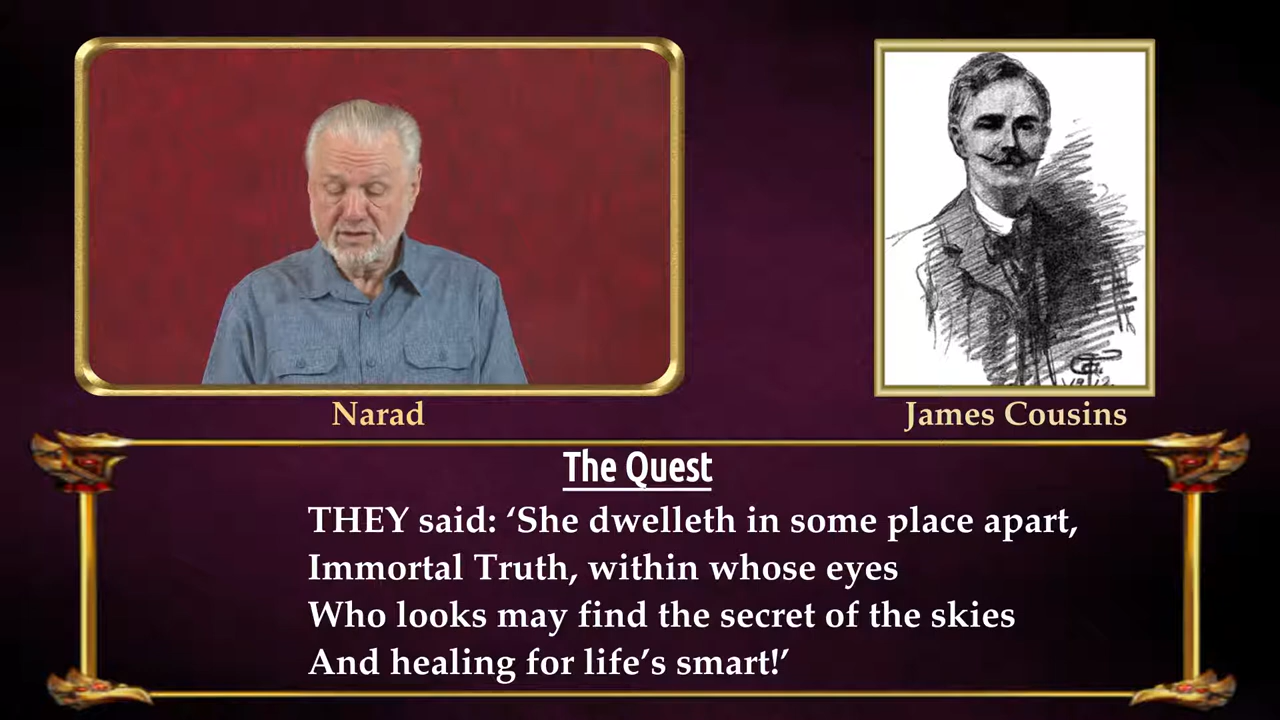 Narad
James Cousins
The Quest
THEY said: ‘She dwelleth in some place apart,
Immortal Truth, within whose eyes
Who looks may find the secret of the skies
And healing for life’s smart!’